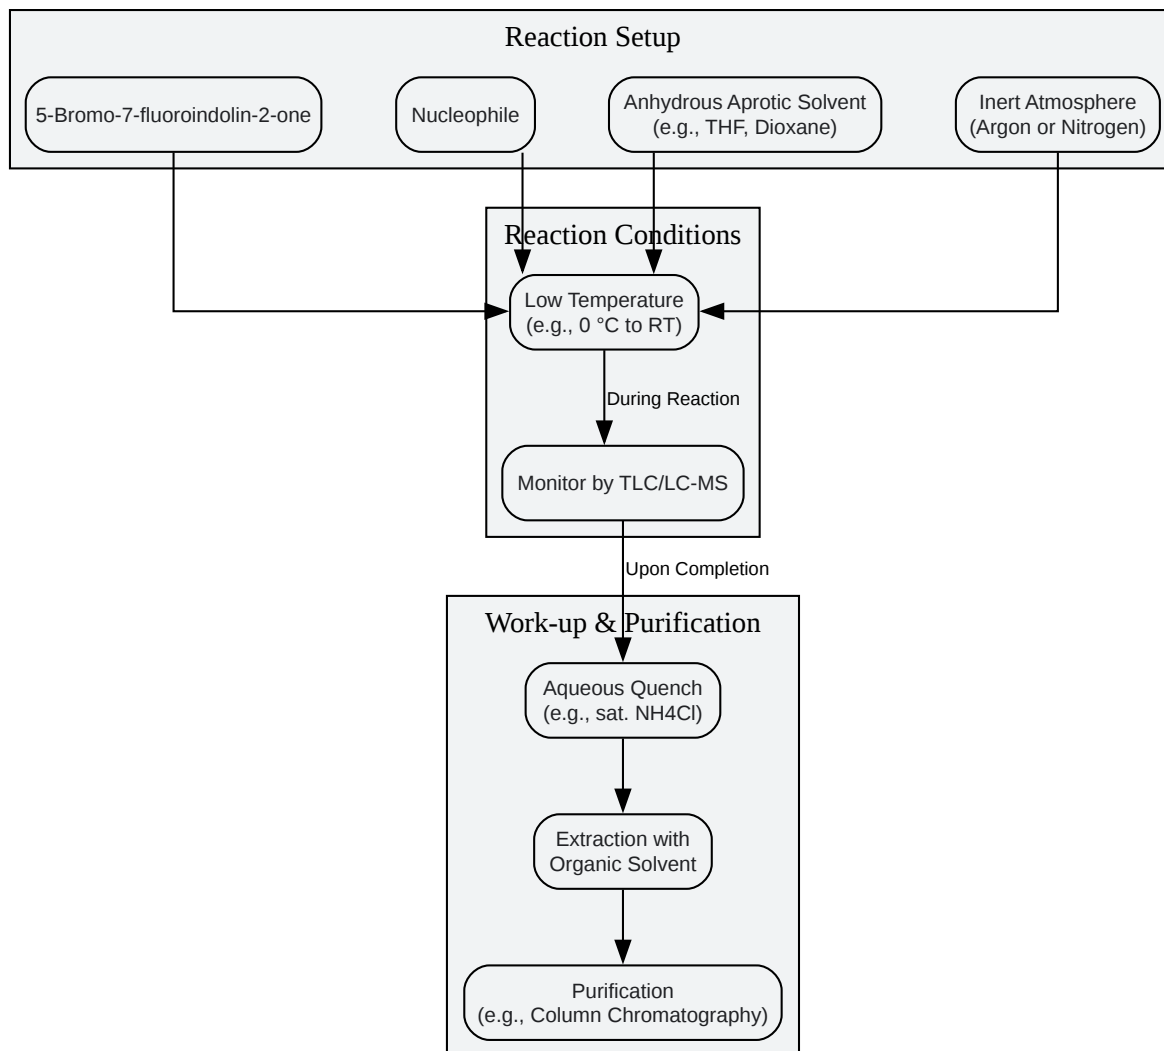 Reaction Setup
5-Bromo-7-fluoroindolin-2-one
Nucleophile
Anhydrous Aprotic Solvent
(e.g., THF, Dioxane)
Inert Atmosphere
(Argon or Nitrogen)
Reaction Conditions
Low Temperature
(e.g., 0 °C to RT)
During Reaction
Monitor by TLC/LC-MS
Upon Completion
Work-up & Purification
Aqueous Quench
(e.g., sat. NH4Cl)
Extraction with
Organic Solvent
Purification
(e.g., Column Chromatography)